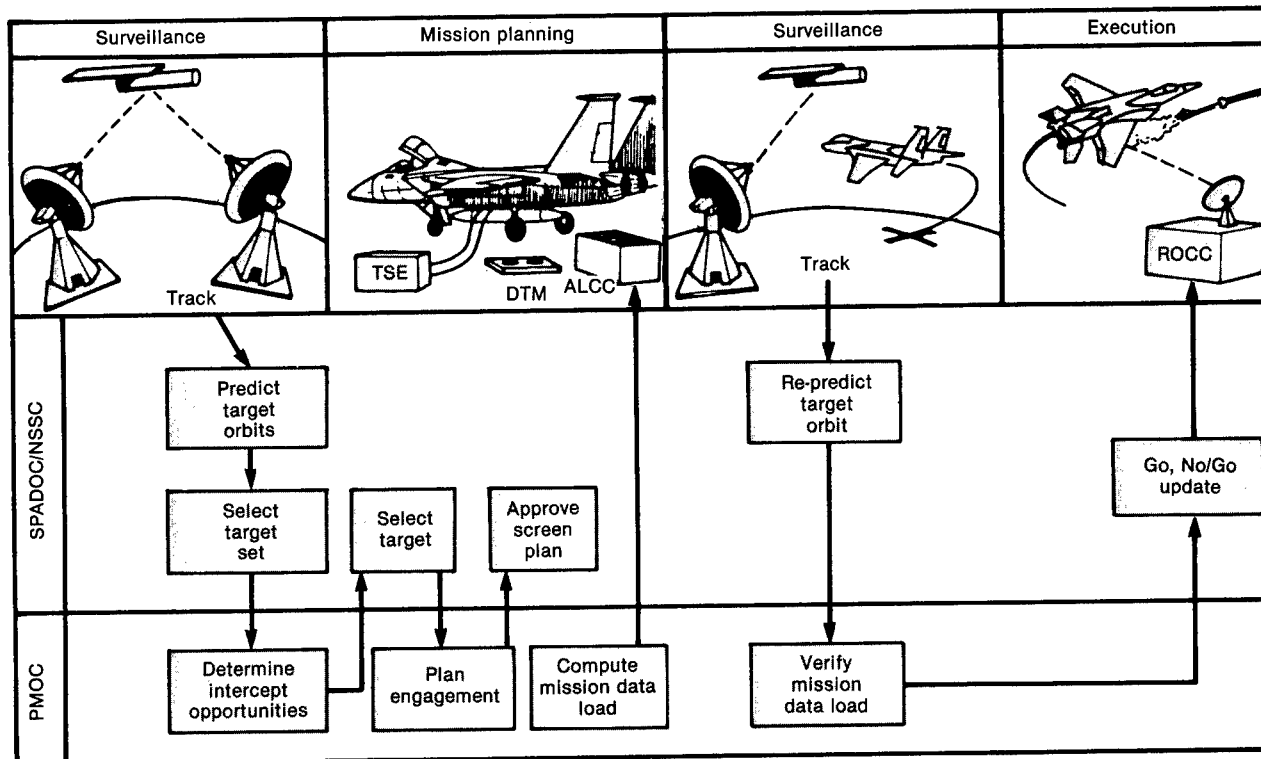 Surveillance
Mission planning
Surveillance
Execution
Track
TSE
DTM
ALCC
Track
ROCC
SPADOC/NSSC
Predict
target
orbits
Select
target
set
Select
target
Approve
screen
plan
Re-predict
target
orbit
Go, No/Go
update
PMOC
Determine
intercept
opportunities
Plan
engagement
Compute
mission data
load
Verify
mission
data load